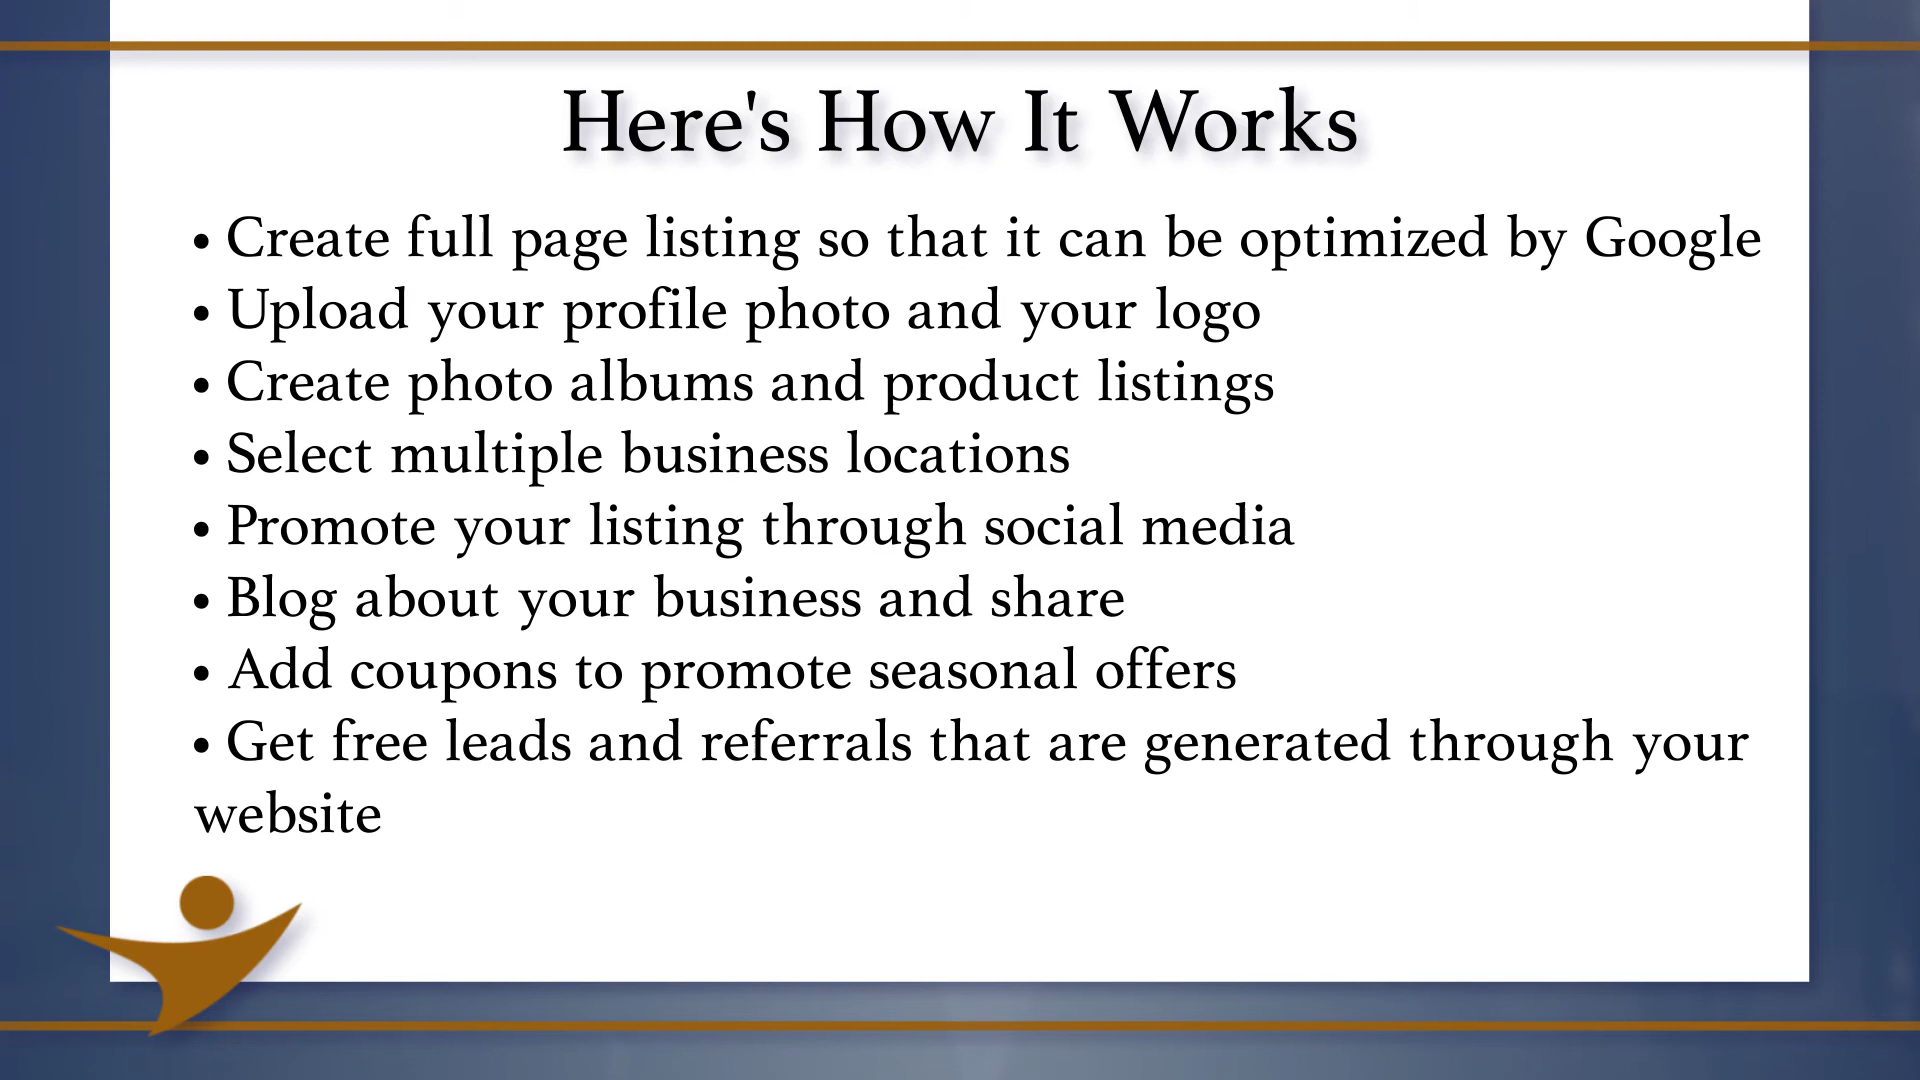 Here's How It Works
• Create full page listing so that it can be optimized by Google
• Upload your profile photo and your logo
• Create photo albums and product listings
• Select multiple business locations
• Promote your listing through social media
• Blog about your business and share
• Add coupons to promote seasonal offers
• Get free leads and referrals that are generated through your
website